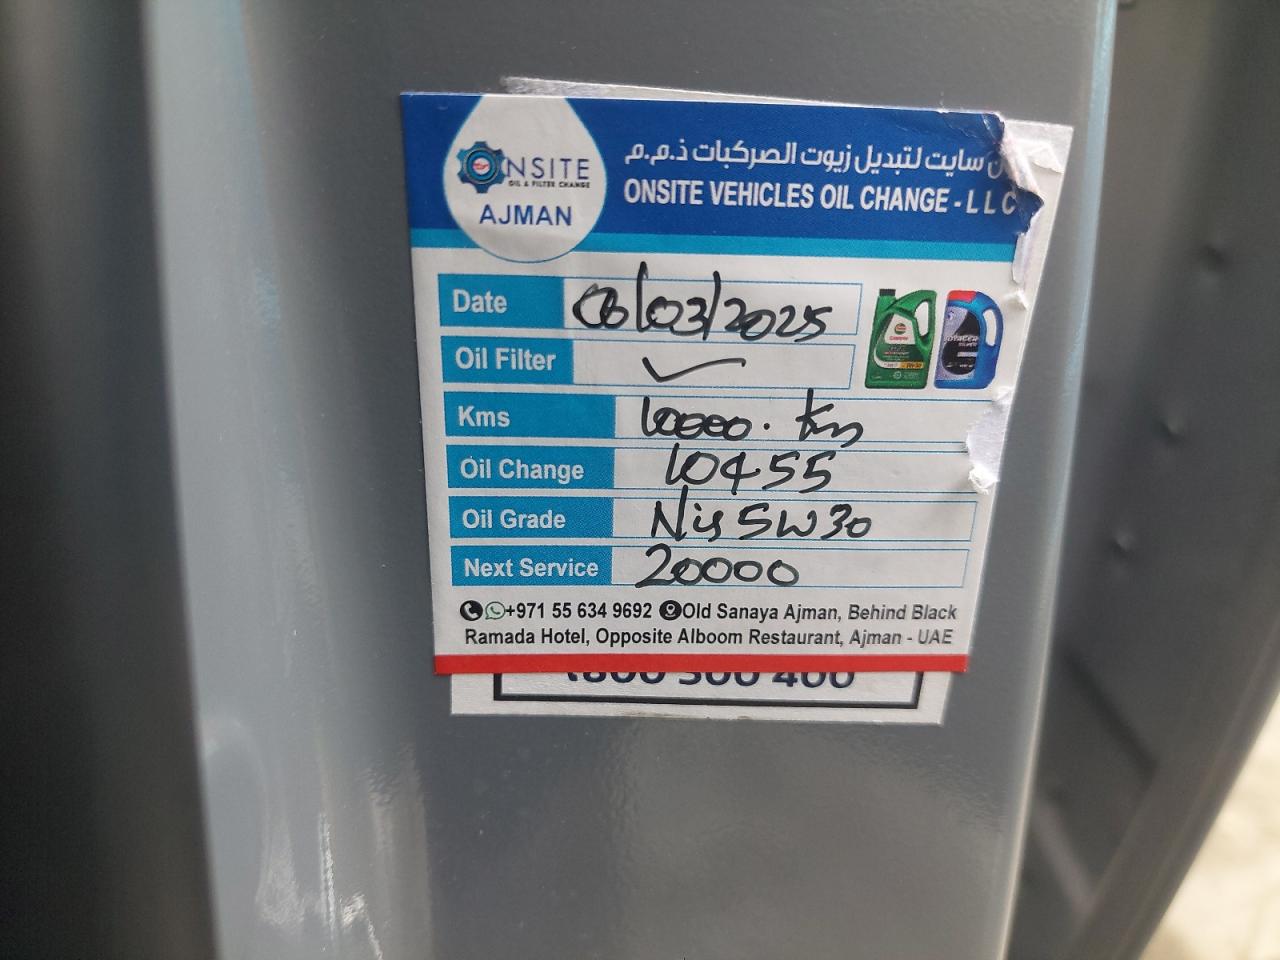 ONSITE
OIL & FILTER CHANGE
AJMAN
ن سايت لتبديل زيوت الصركبات ذ.م.م
ONSITE VEHICLES OIL CHANGE - L L C
Date 06/03/2025
Oil Filter ✓
Kms 10000. Km
Oil Change 10455
Oil Grade Nis 5W30
Next Service 20000
+971 55 634 9692 Old Sanaya Ajman, Behind Black
Ramada Hotel, Opposite Alboom Restaurant, Ajman - UAE